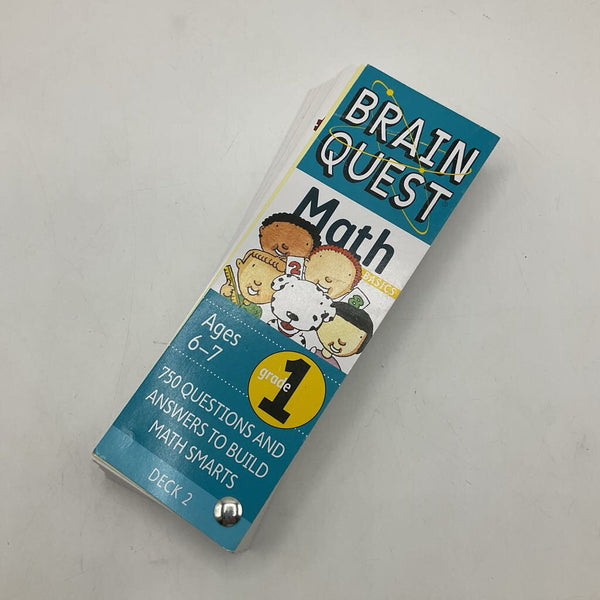 BRAIN
QUEST
Math
BASICS
2
Ages
6–7
grade
1
750 QUESTIONS AND
ANSWERS TO BUILD
MATH SMARTS
DECK 2